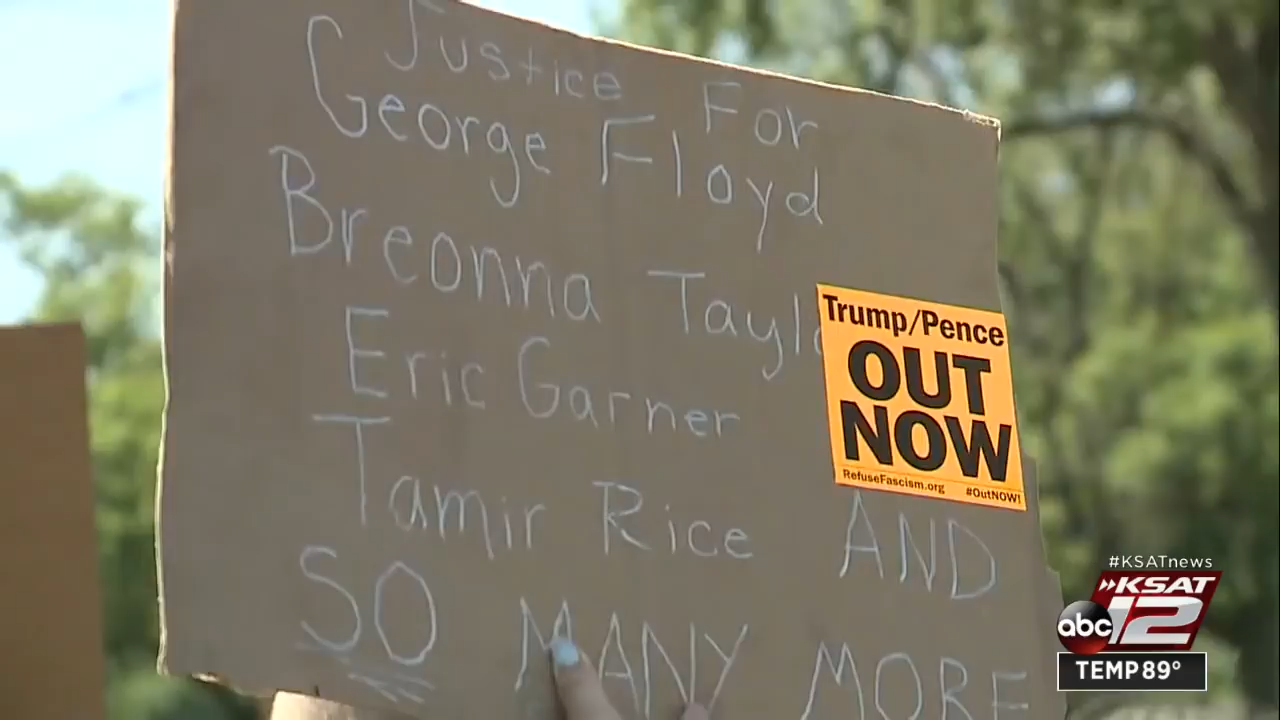 Justice For
George Floyd
Breonna Taylo
Eric Garner
Tamir Rice AND
SO MANY MORE
Trump/Pence
OUT
NOW
RefuseFascism.org #OutNOW!
#KSATnews
KSAT
abc 12
TEMP 89°